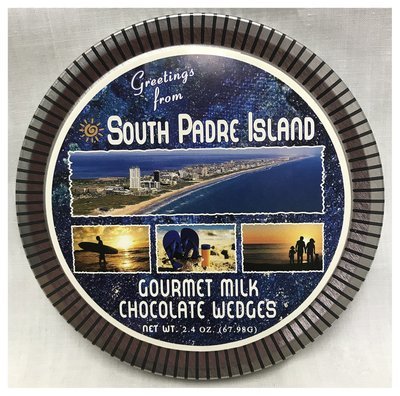 Greetings
from
SOUTH PADRE ISLAND
GOURMET MILK
CHOCOLATE WEDGES
NET WT. 2.4 OZ. (67.98G)